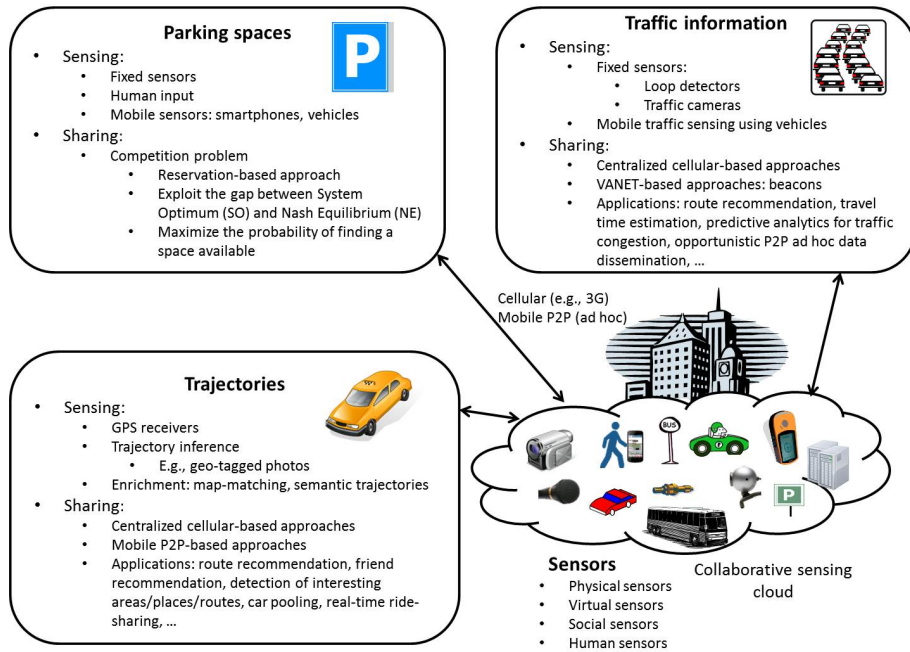 Parking spaces
• Sensing:
• Fixed sensors
• Human input
• Mobile sensors: smartphones, vehicles
• Sharing:
• Competition problem
• Reservation-based approach
• Exploit the gap between System
Optimum (SO) and Nash Equilibrium (NE)
• Maximize the probability of finding a
space available
P
Traffic information
• Sensing:
• Fixed sensors:
• Loop detectors
• Traffic cameras
• Mobile traffic sensing using vehicles
• Sharing:
• Centralized cellular-based approaches
• VANET-based approaches: beacons
• Applications: route recommendation, travel
time estimation, predictive analytics for traffic
congestion, opportunistic P2P ad hoc data
dissemination, ...
Cellular (e.g., 3G)
Mobile P2P (ad hoc)
Trajectories
• Sensing:
• GPS receivers
• Trajectory inference
• E.g., geo-tagged photos
• Enrichment: map-matching, semantic trajectories
• Sharing:
• Centralized cellular-based approaches
• Mobile P2P-based approaches
• Applications: route recommendation, friend
recommendation, detection of interesting
areas/places/routes, car pooling, real-time ride-
sharing, ...
BUS
P
Sensors
• Physical sensors
• Virtual sensors
• Social sensors
• Human sensors
Collaborative sensing
cloud